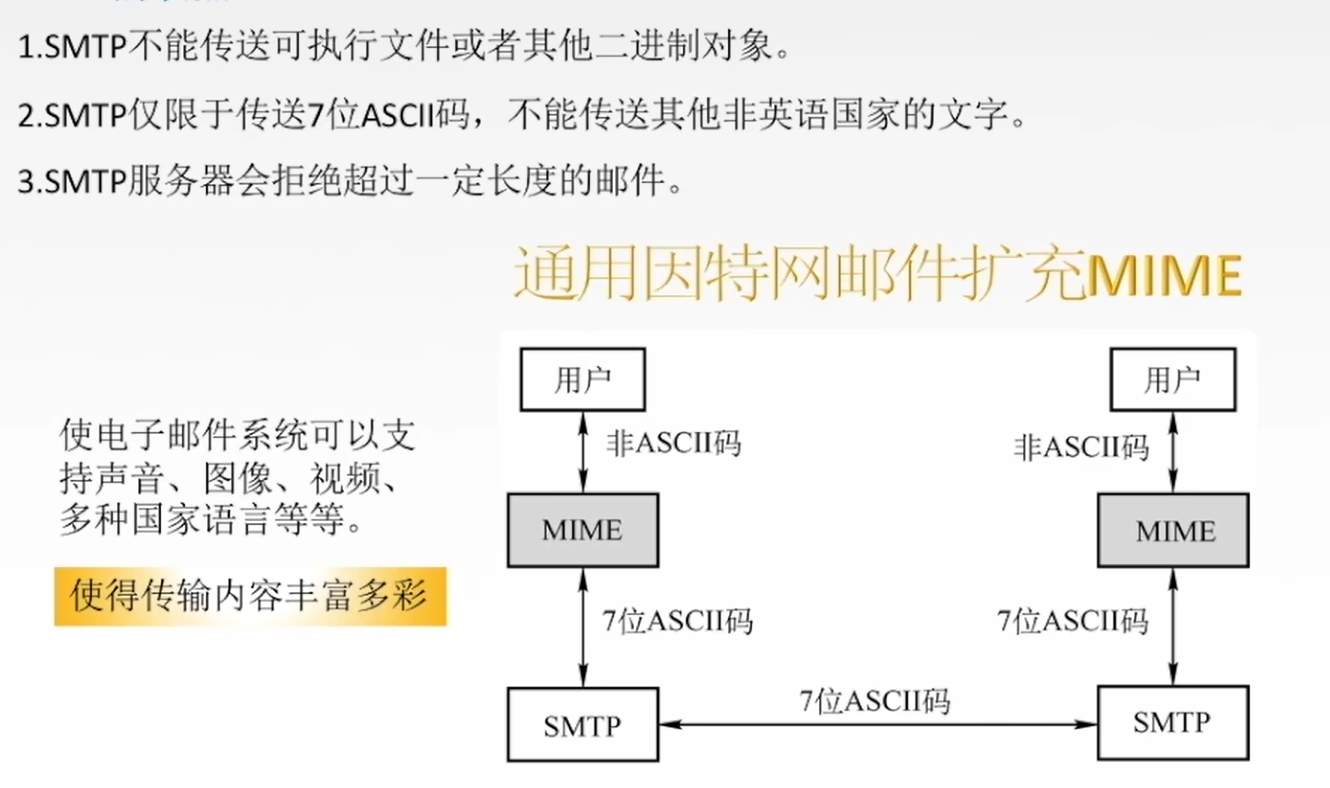 1.SMTP不能传送可执行文件或者其他二进制对象。
2.SMTP仅限于传送7位ASCII码，不能传送其他非英语国家的文字。
3.SMTP服务器会拒绝超过一定长度的邮件。
通用因特网邮件扩充MIME
使电子邮件系统可以支
持声音、图像、视频、
多种国家语言等等。
使得传输内容丰富多彩
用户
用户
非ASCII码
非ASCII码
MIME
MIME
7位ASCII码
7位ASCII码
7位ASCII码
SMTP
SMTP